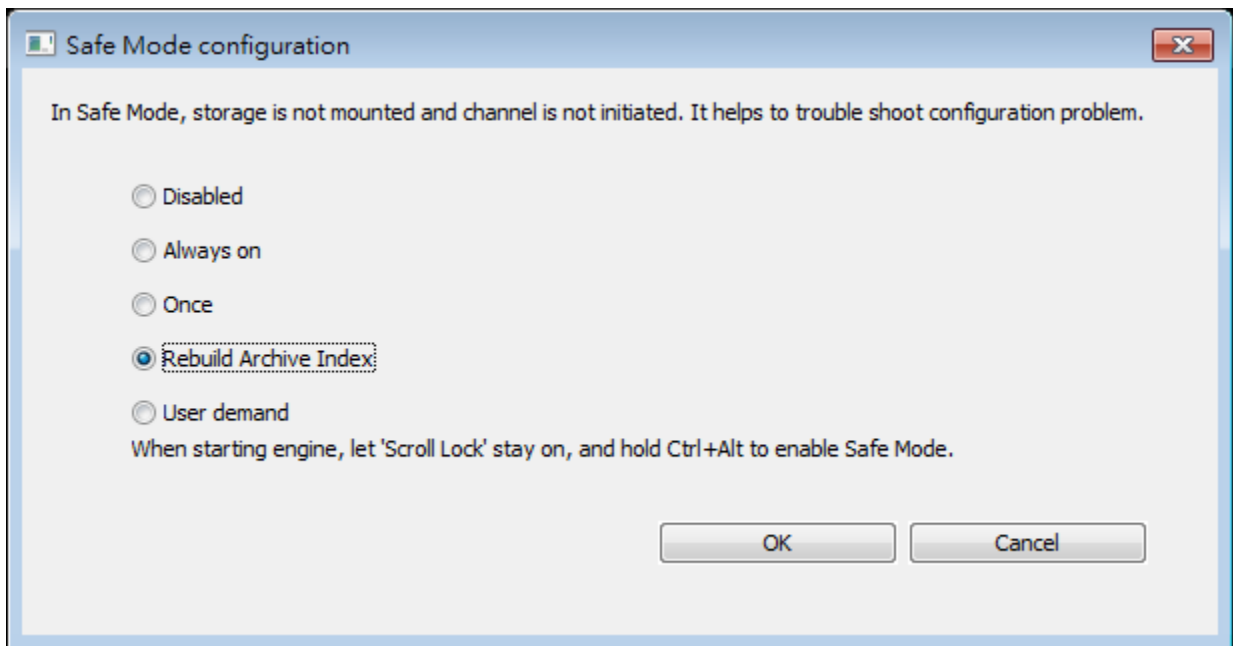 Safe Mode configuration
In Safe Mode, storage is not mounted and channel is not initiated. It helps to trouble shoot configuration problem.
Disabled
Always on
Once
Rebuild Archive Index
User demand
When starting engine, let 'Scroll Lock' stay on, and hold Ctrl+Alt to enable Safe Mode.
OK Cancel